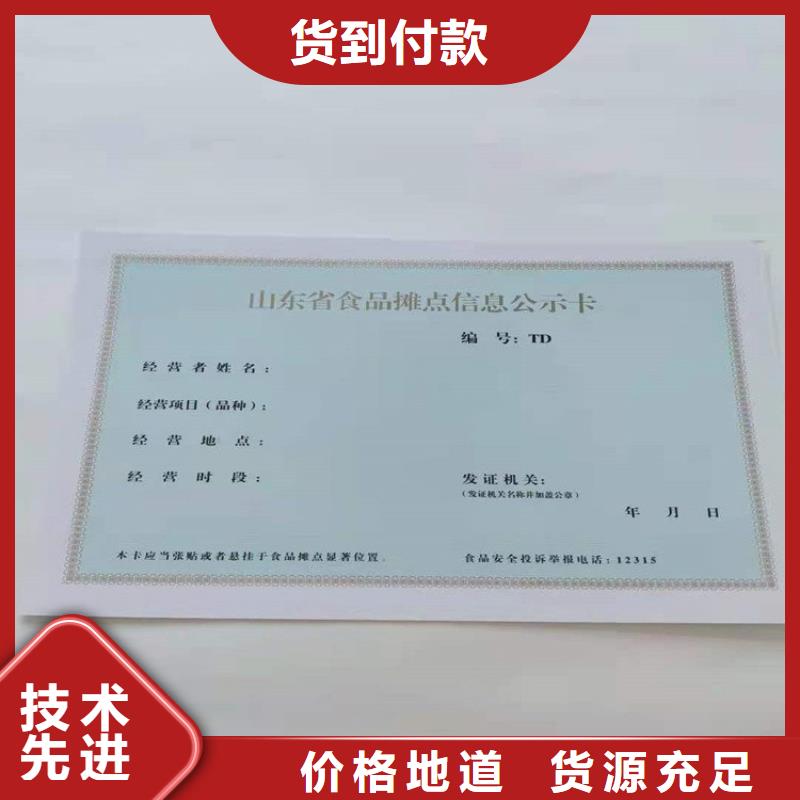 货到付款
山东省食品摊点信息公示卡
编 号: TD
经 营 者 姓 名:
经营项目(品种):
经 营 地 点:
经 营 时 段:
发 证 机 关:
(发证机关名称并加盖公章)
年 月 日
本卡应当张贴或者悬挂于食品摊点显著位置。
食品安全投诉举报电话:12315
技术
先进
价格地道 货源充足